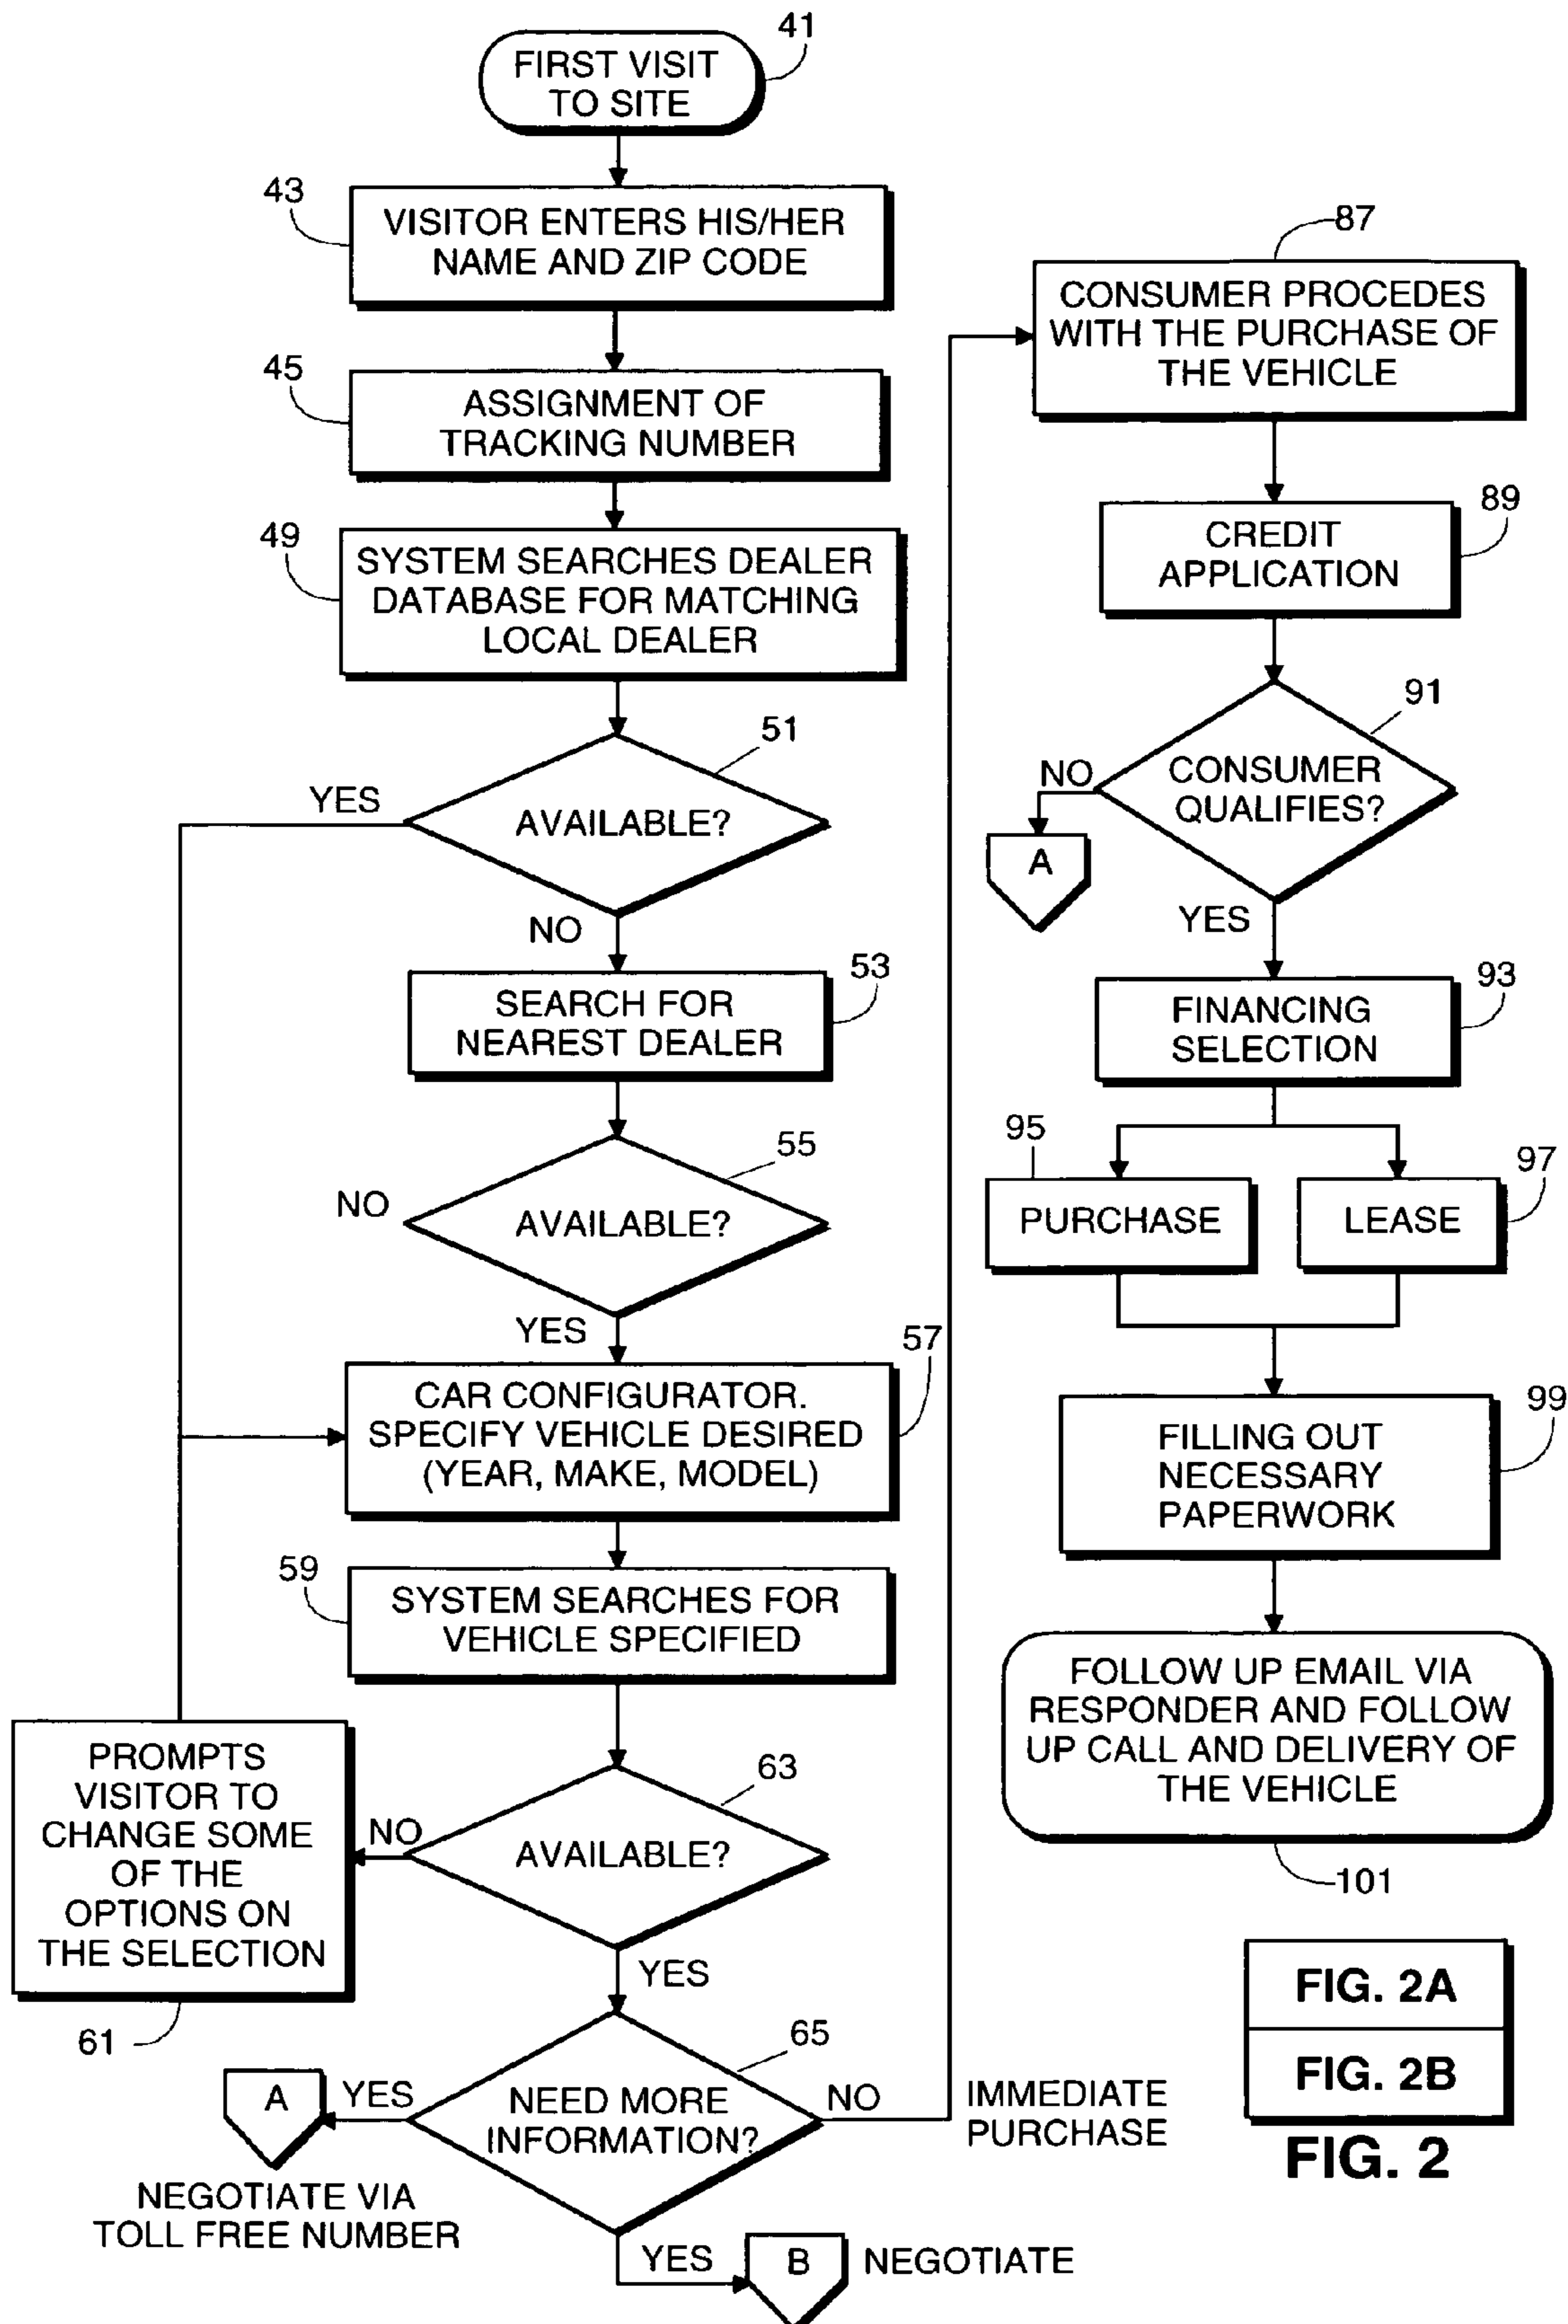 41
FIRST VISIT
TO SITE
43
VISITOR ENTERS HIS/HER
NAME AND ZIP CODE
45
ASSIGNMENT OF
TRACKING NUMBER
49
SYSTEM SEARCHES DEALER
DATABASE FOR MATCHING
LOCAL DEALER
51
YES
AVAILABLE?
NO
53
SEARCH FOR
NEAREST DEALER
55
NO
AVAILABLE?
YES
57
CAR CONFIGURATOR.
SPECIFY VEHICLE DESIRED
(YEAR, MAKE, MODEL)
59
SYSTEM SEARCHES FOR
VEHICLE SPECIFIED
63
NO
AVAILABLE?
YES
PROMPTS
VISITOR TO
CHANGE SOME
OF THE
OPTIONS ON
THE SELECTION
61
65
A
YES
NEED MORE
INFORMATION?
NO
IMMEDIATE
PURCHASE
NEGOTIATE VIA
TOLL FREE NUMBER
YES
B
NEGOTIATE
87
CONSUMER PROCEDES
WITH THE PURCHASE OF
THE VEHICLE
89
CREDIT
APPLICATION
91
NO
CONSUMER
QUALIFIES?
A
YES
93
FINANCING
SELECTION
95
PURCHASE
97
LEASE
99
FILLING OUT
NECESSARY
PAPERWORK
FOLLOW UP EMAIL VIA
RESPONDER AND FOLLOW
UP CALL AND DELIVERY OF
THE VEHICLE
101
FIG. 2A
FIG. 2B
FIG. 2